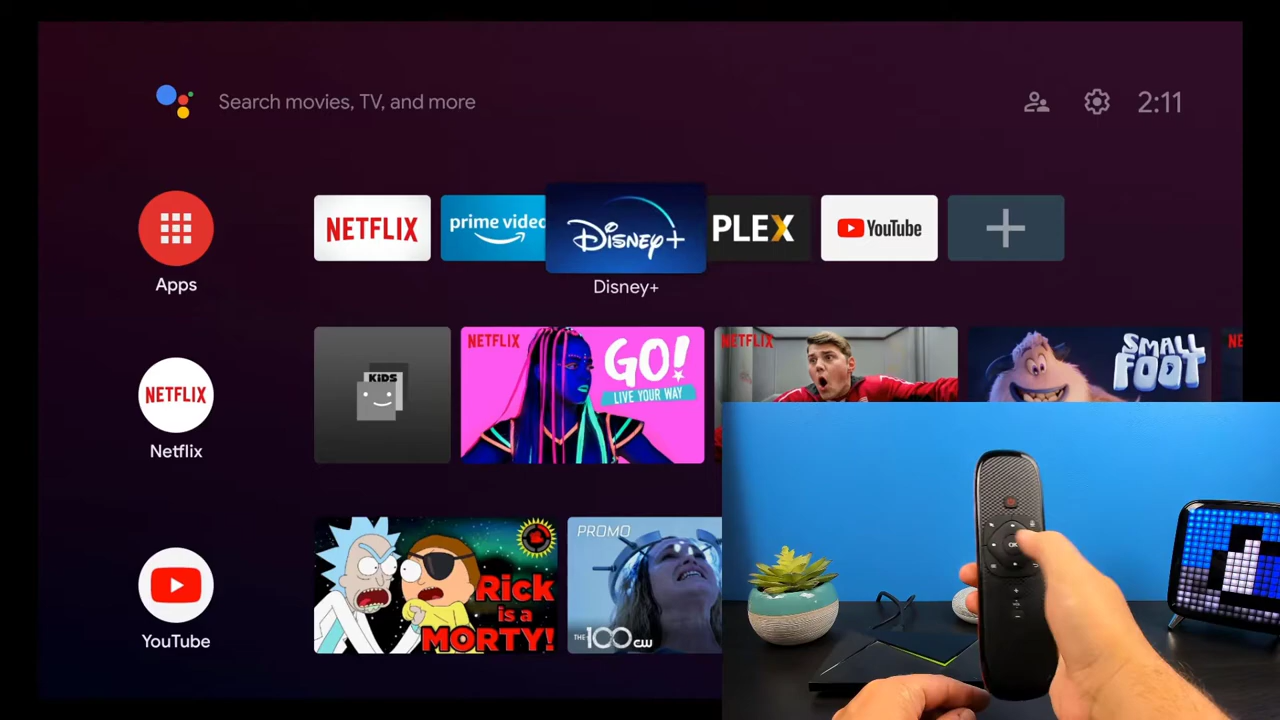 Search movies, TV, and more
2:11
NETFLIX
prime video
Disney+
PLEX
YouTube
Disney+
Apps
NETFLIX
GO!
LIVE YOUR WAY
NETFLIX
SMALL
FOOT
KiDS
NETFLIX
Netflix
OK
PROMO
Rick
is a
MORTY!
THE 100 CW
YouTube